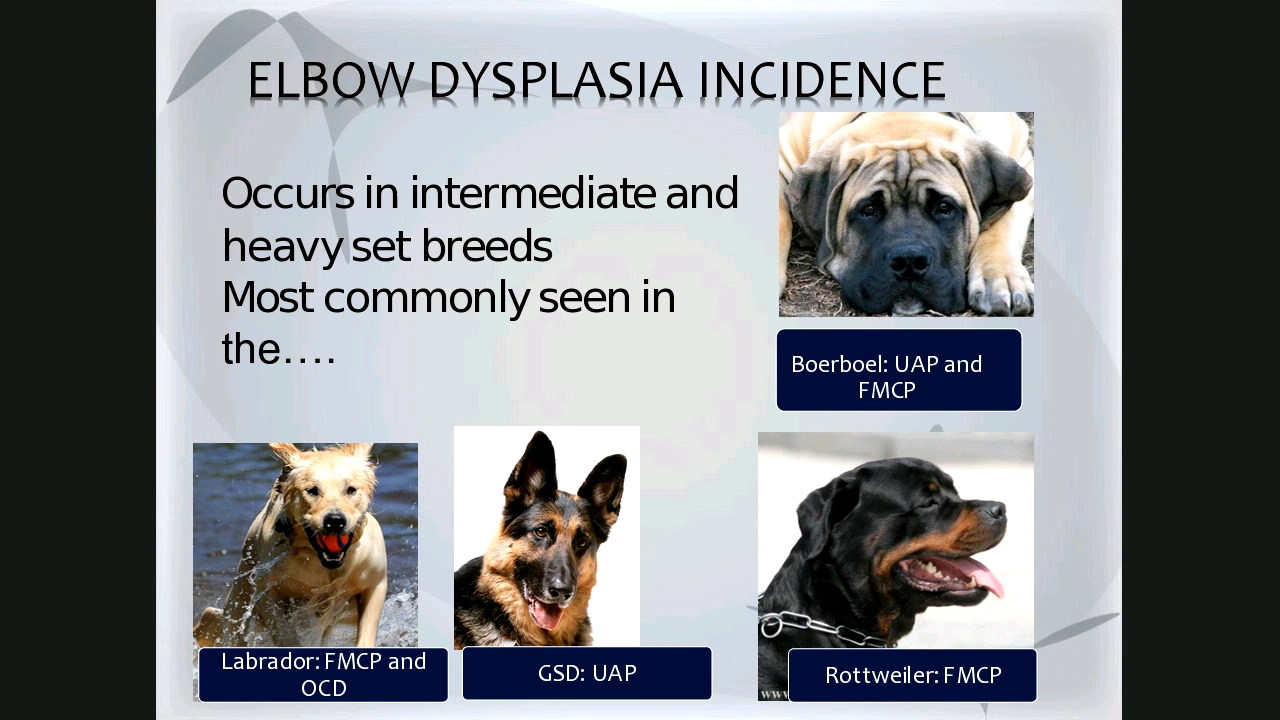 ELBOW DYSPLASIA INCIDENCE
Occurs in intermediate and
heavy set breeds
Most commonly seen in
the….
Boerboel: UAP and
FMCP
Labrador: FMCP and
OCD
GSD: UAP
Rottweiler: FMCP